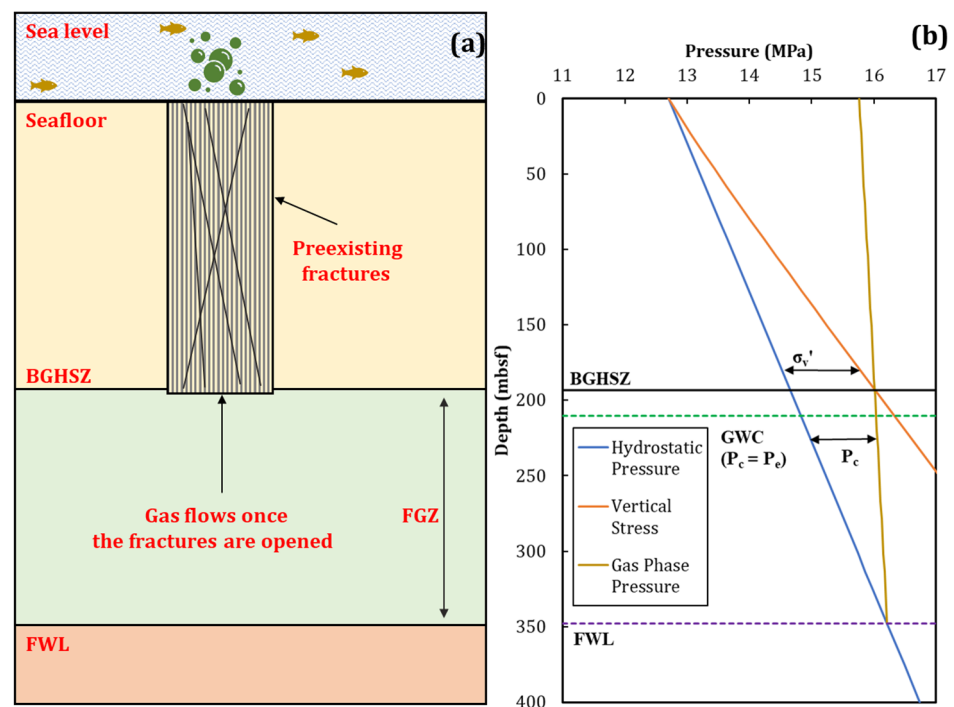 Sea level
(a)
Seafloor
Preexisting
fractures
BGHSZ
Gas flows once
the fractures are opened
FGZ
FWL
(b)
Pressure (MPa)
11 12 13 14 15 16 17
Depth (mbsf)
0
50
100
150
200
250
300
350
400
σv'
BGHSZ
GWC
(Pc = Pe)
Pc
Hydrostatic
Pressure
Vertical
Stress
Gas Phase
Pressure
FWL